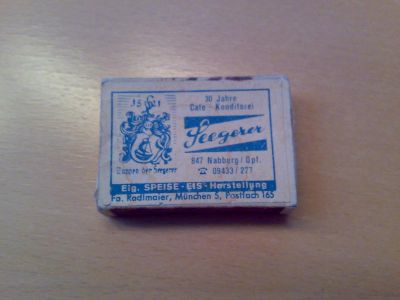 30 Jahre
Cafe - Konditorei
Seegerer
847 Nabburg / Opf.
☎ 09433 / 277
Wappen der Seegerer
Eig. SPEISE - EIS - Herstellung
Fa. Radlmaier, München 5, Postfach 165